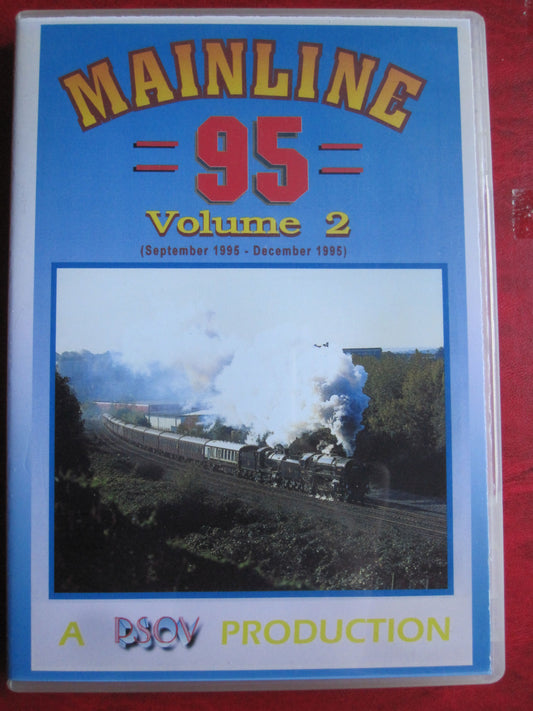 MAINLINE
=95=
Volume 2
(September 1995 - December 1995)
A PSOV PRODUCTION